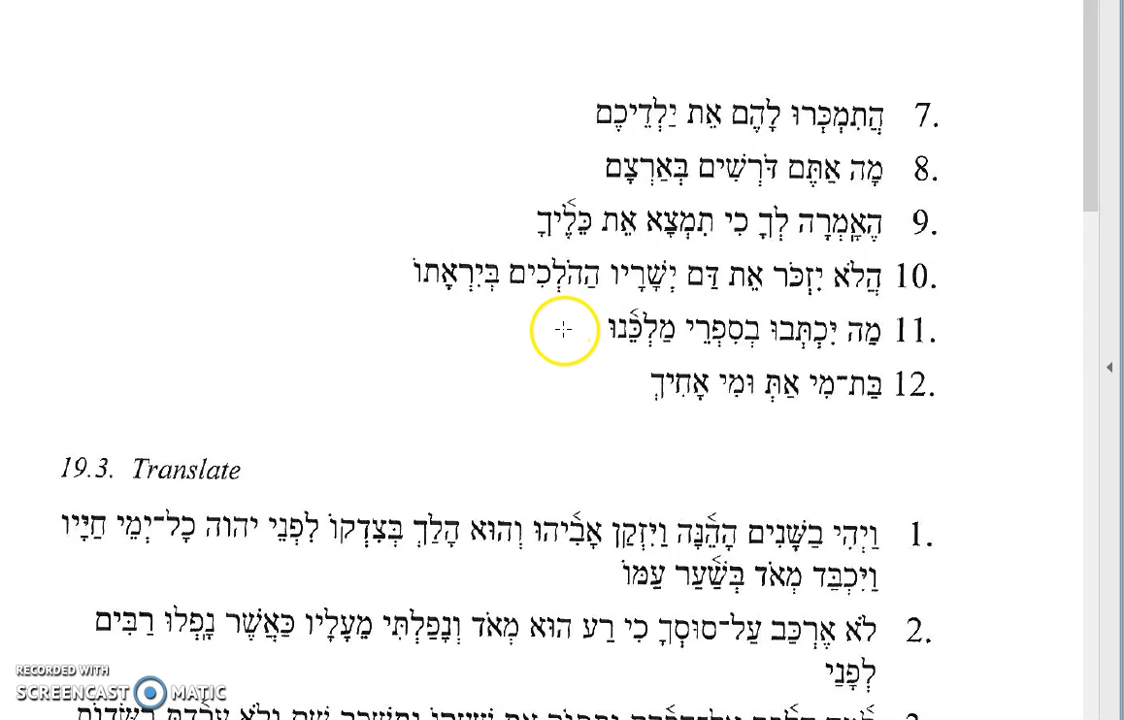 7. הֲתִמְכְּרוּ לָהֶם אֵת יַלְדֵיכֶם
8. מָה אַתֶּם דֹּרְשִׁים בְּאַרְצָם
9. הֶאָמְרָה לְךָ כִי תִמְצָא אֵת כֵּלֶ֫יךָ
10. הֲלֹא יִזְכֹּר אֵת דַּם יְשָׁרָיו הַהֹלְכִים בְּיִרְאָתוֹ
11. מַה יִּכְתְּבוּ בְסִפְרֵי מַלְכֵּ֫נוּ
12. בַּת־מִי אַתְּ וּמִי אָחִיךְ
19.3. Translate
1. וַיְהִי בַשָּׁנִים הָהֵ֫נָּה וַיִּזְקַן אָבִ֫יהוּ וְהוּא הָלַךְ בְּצִדְקוֹ לִפְנֵי יהוה כָל־יְמֵי חַיָּיו
וַיִּכְבַּד מְאֹד בְּשַׁ֫עַר עַמּוֹ
2. לֹא אֶרְכַּב עַל־סוּסְךָ כִי רַע הוּא מְאֹד וְנָפַלְתִּי מֵעָלָיו כַּאֲשֶׁר נָפְלוּ רַבִּים
לְפָנַי
RECORDED WITH
SCREENCAST MATIC